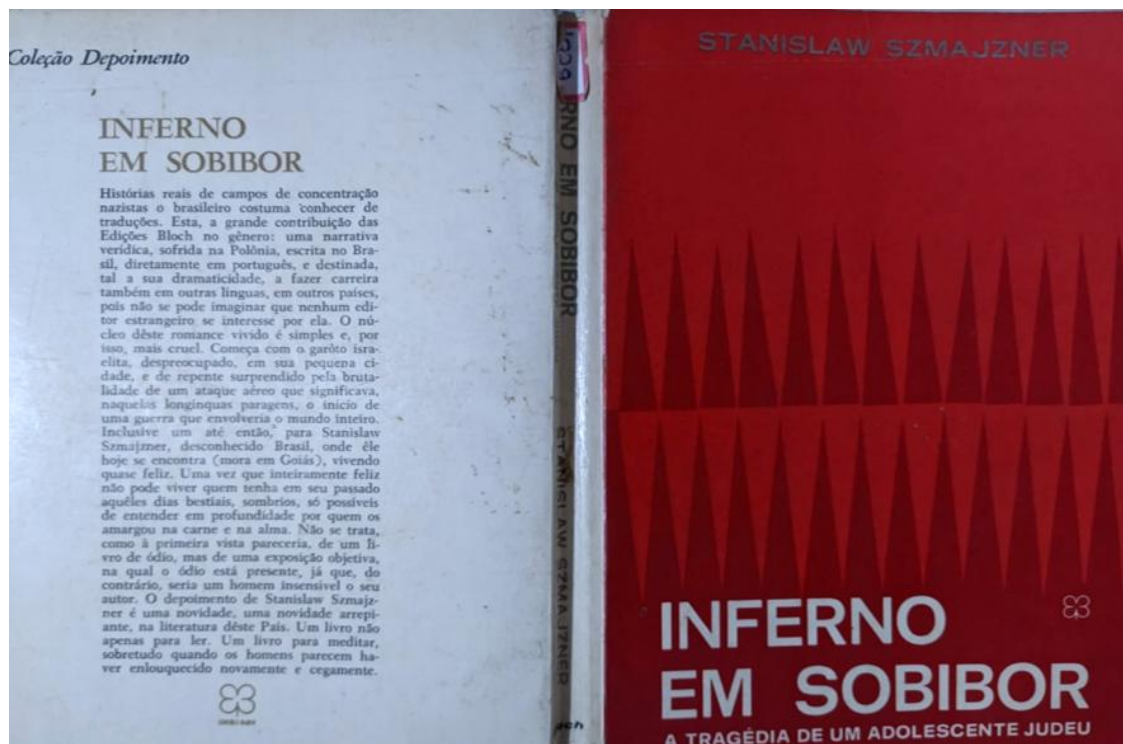 Coleção Depoimento
INFERNO
EM SOBIBOR
Histórias reais de campos de concentração
nazistas o brasileiro costuma conhecer de
traduções. Esta, a grande contribuição das
Edições Bloch no gênero: uma narrativa
verídica, sofrida na Polônia, escrita no Bra-
sil, diretamente em português, e destinada,
tal a sua dramaticidade, a fazer carreira
também em outras línguas, em outros países,
pois não se pode imaginar que nenhum edi-
tor estrangeiro se interesse por ela. O nú-
cleo dêste romance vivido é simples e, por
isso, mais cruel. Começa com o garôto isra-
elita, despreocupado, em sua pequena ci-
dade, e de repente surpreendido pela bruta-
lidade de um ataque aéreo que significava,
naquelas longínquas paragens, o início de
uma guerra que envolveria o mundo inteiro.
Inclusive um até então, para Stanislaw
Szmajzner, desconhecido Brasil, onde êle
hoje se encontra (mora em Goiás), vivendo
quase feliz. Uma vez que inteiramente feliz
não pode viver quem tenha em seu passado
aquêles dias bestiais, sombrios, só possíveis
de entender em profundidade por quem os
amargou na carne e na alma. Não se trata,
como à primeira vista pareceria, de um li-
vro de ódio, mas de uma exposição objetiva,
na qual o ódio está presente, já que, do
contrário, seria um homem insensível o seu
autor. O depoimento de Stanislaw Szmajz-
ner é uma novidade, uma novidade arrepi-
ante, na literatura dêste País. Um livro não
apenas para ler. Um livro para meditar,
sobretudo quando os homens parecem ha-
ver enlouquecido novamente e cegamente.
RNO EM SOBIBOR
STANISLAW SZMAJZNER
STANISLAW SZMAJZNER
INFERNO
EM SOBIBOR
A TRAGÉDIA DE UM ADOLESCENTE JUDEU